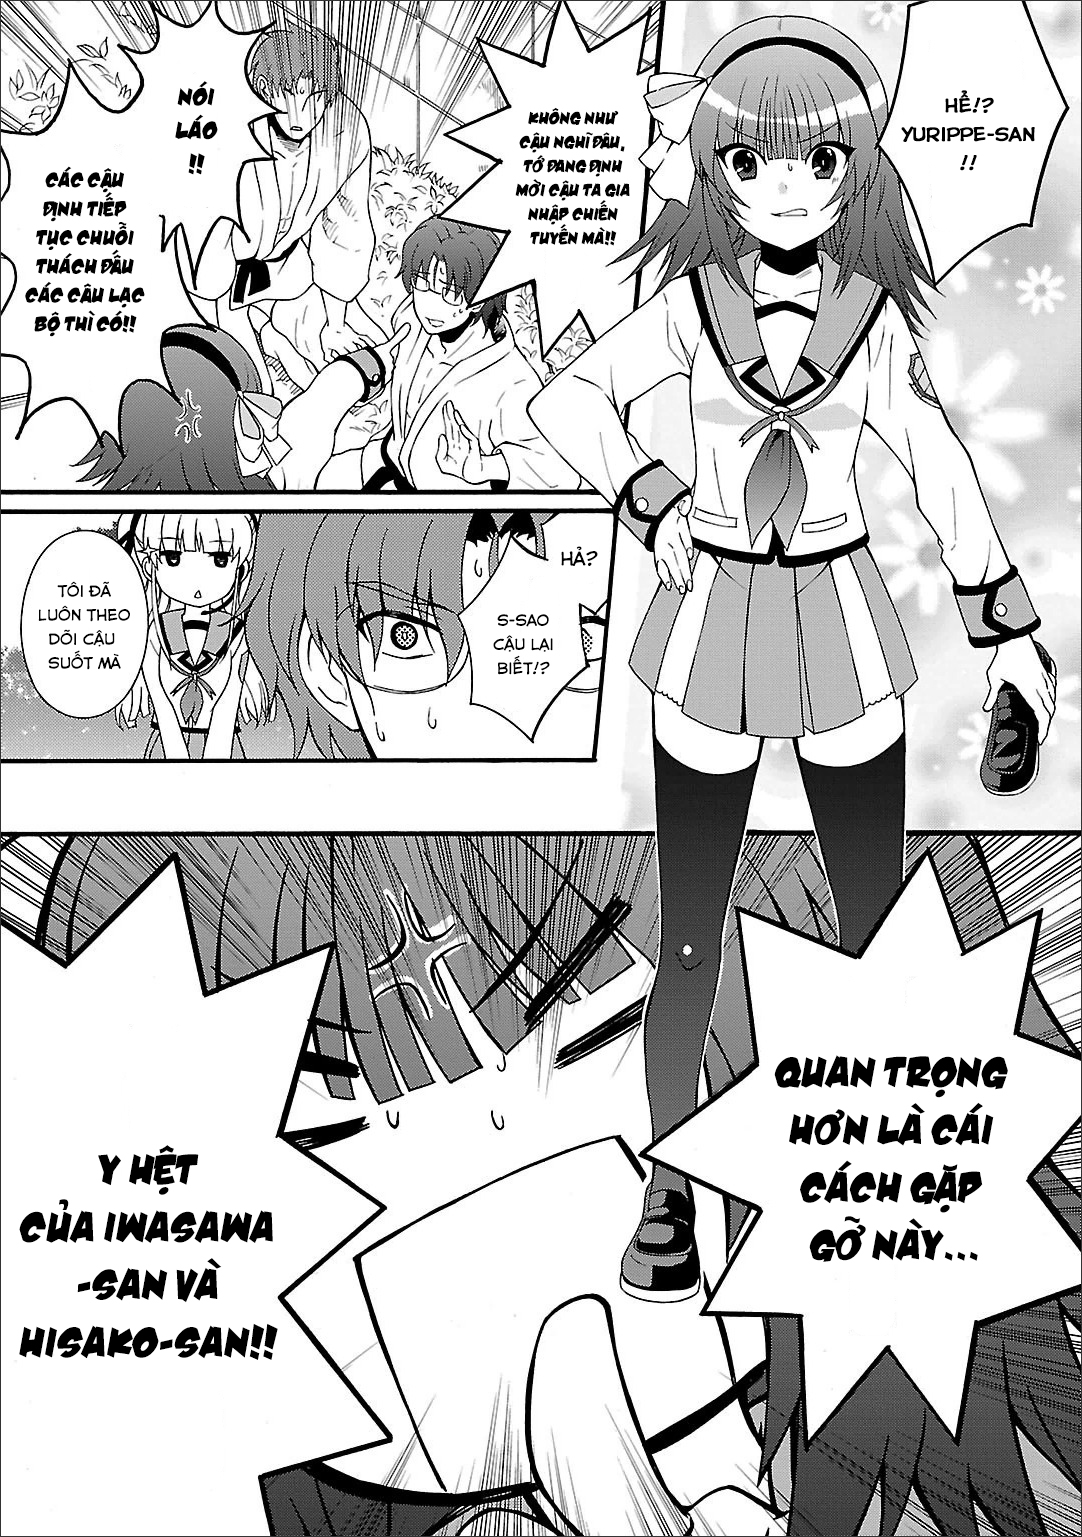 HỂ!?
YURIPPE-SAN
!!
KHÔNG NHƯ
CẬU NGHĨ ĐÂU,
TỚ ĐANG ĐỊNH
MỜI CẬU TA GIA
NHẬP CHIẾN
TUYẾN MÀ!!
NÓI
LÁO
!!
CÁC CẬU
ĐỊNH TIẾP
TỤC CHUỖI
THÁCH ĐẤU
CÁC CÂU LẠC
BỘ THÌ CÓ!!
HẢ?
S-SAO
CẬU LẠI
BIẾT!?
TÔI ĐÃ
LUÔN THEO
DÕI CẬU
SUỐT MÀ
QUAN TRỌNG
HƠN LÀ CÁI
CÁCH GẶP
GỠ NÀY...
Y HỆT
CỦA IWASAWA
-SAN VÀ
HISAKO-SAN!!